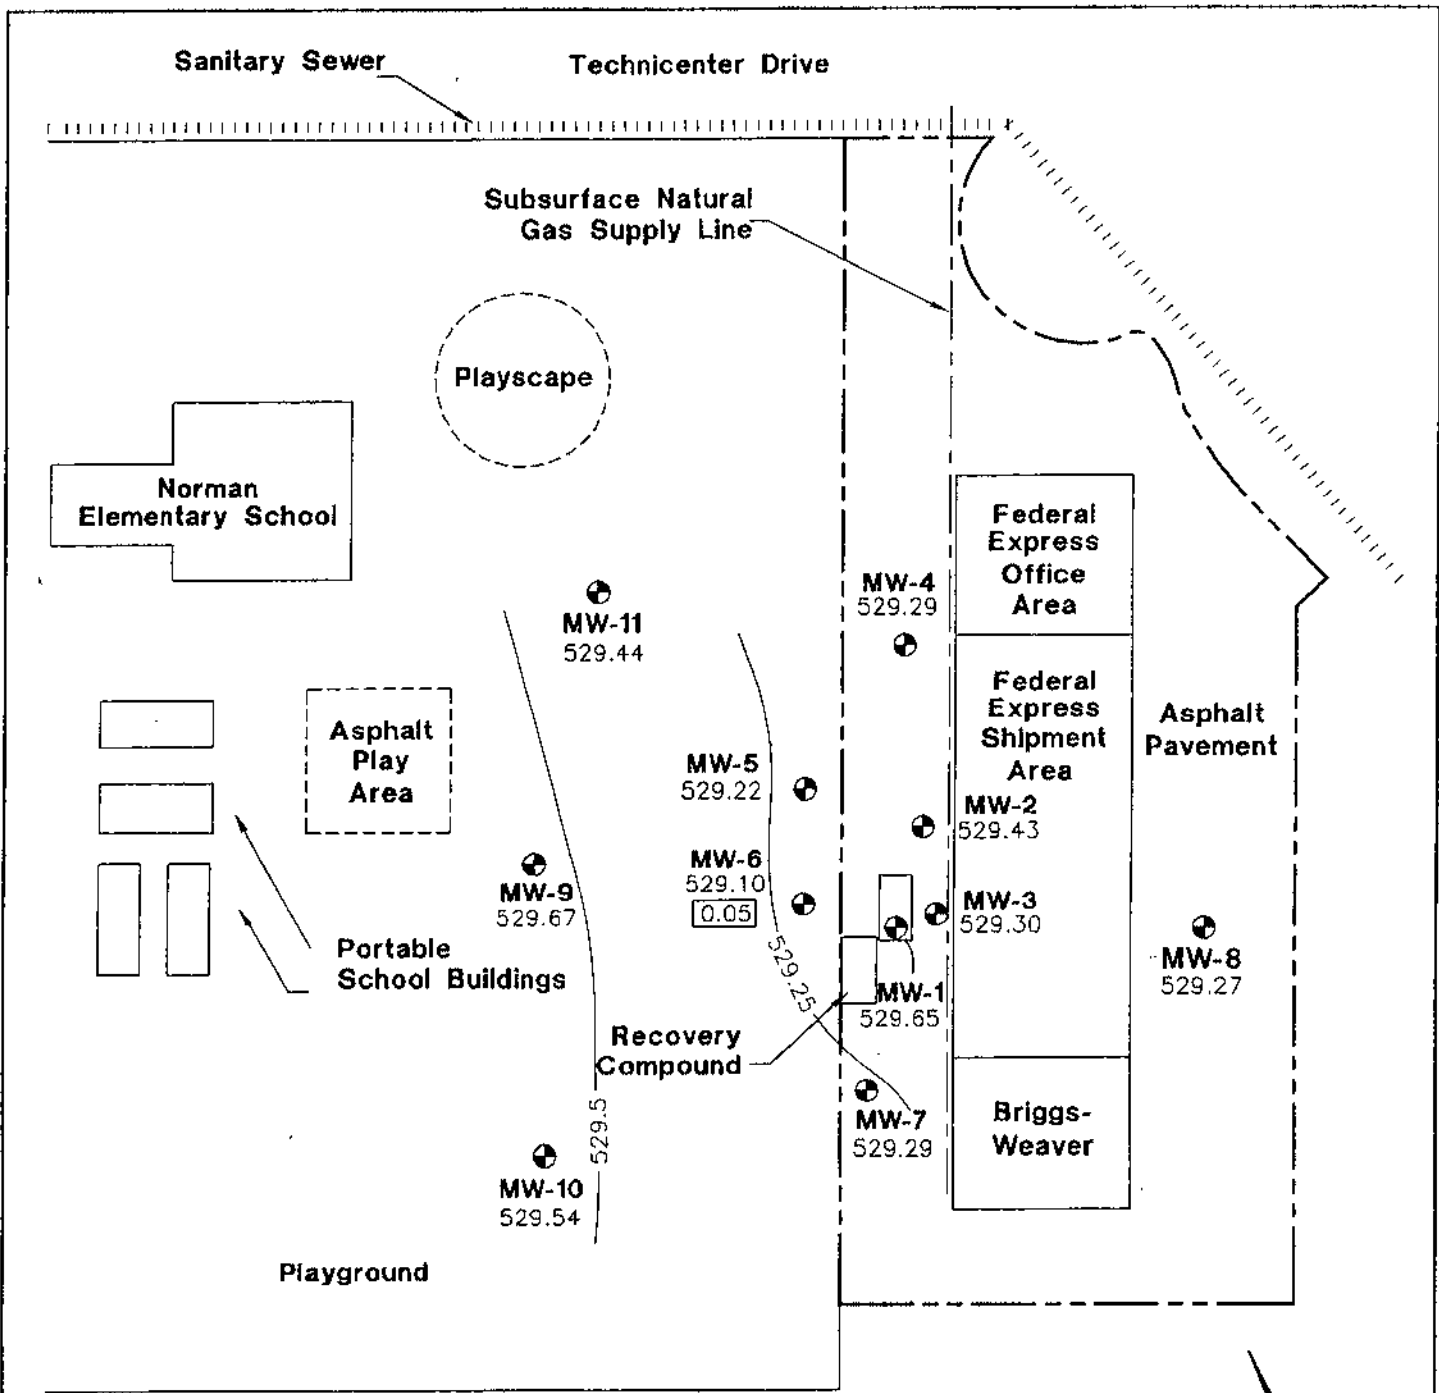 Sanitary Sewer
Technicenter Drive
Subsurface Natural
Gas Supply Line
Playscape
Norman
Elementary School
Federal
Express
Office
Area
MW-4
529.29
MW-11
529.44
Federal
Express
Shipment
Area
Asphalt
Pavement
Asphalt
Play
Area
MW-5
529.22
MW-2
529.43
MW-6
529.10
0.05
MW-9
529.67
MW-3
529.30
Portable
School Buildings
529.25
MW-8
529.27
MW-1
529.65
Recovery
Compound
MW-7
529.29
Briggs-
Weaver
529.5
MW-10
529.54
Playground